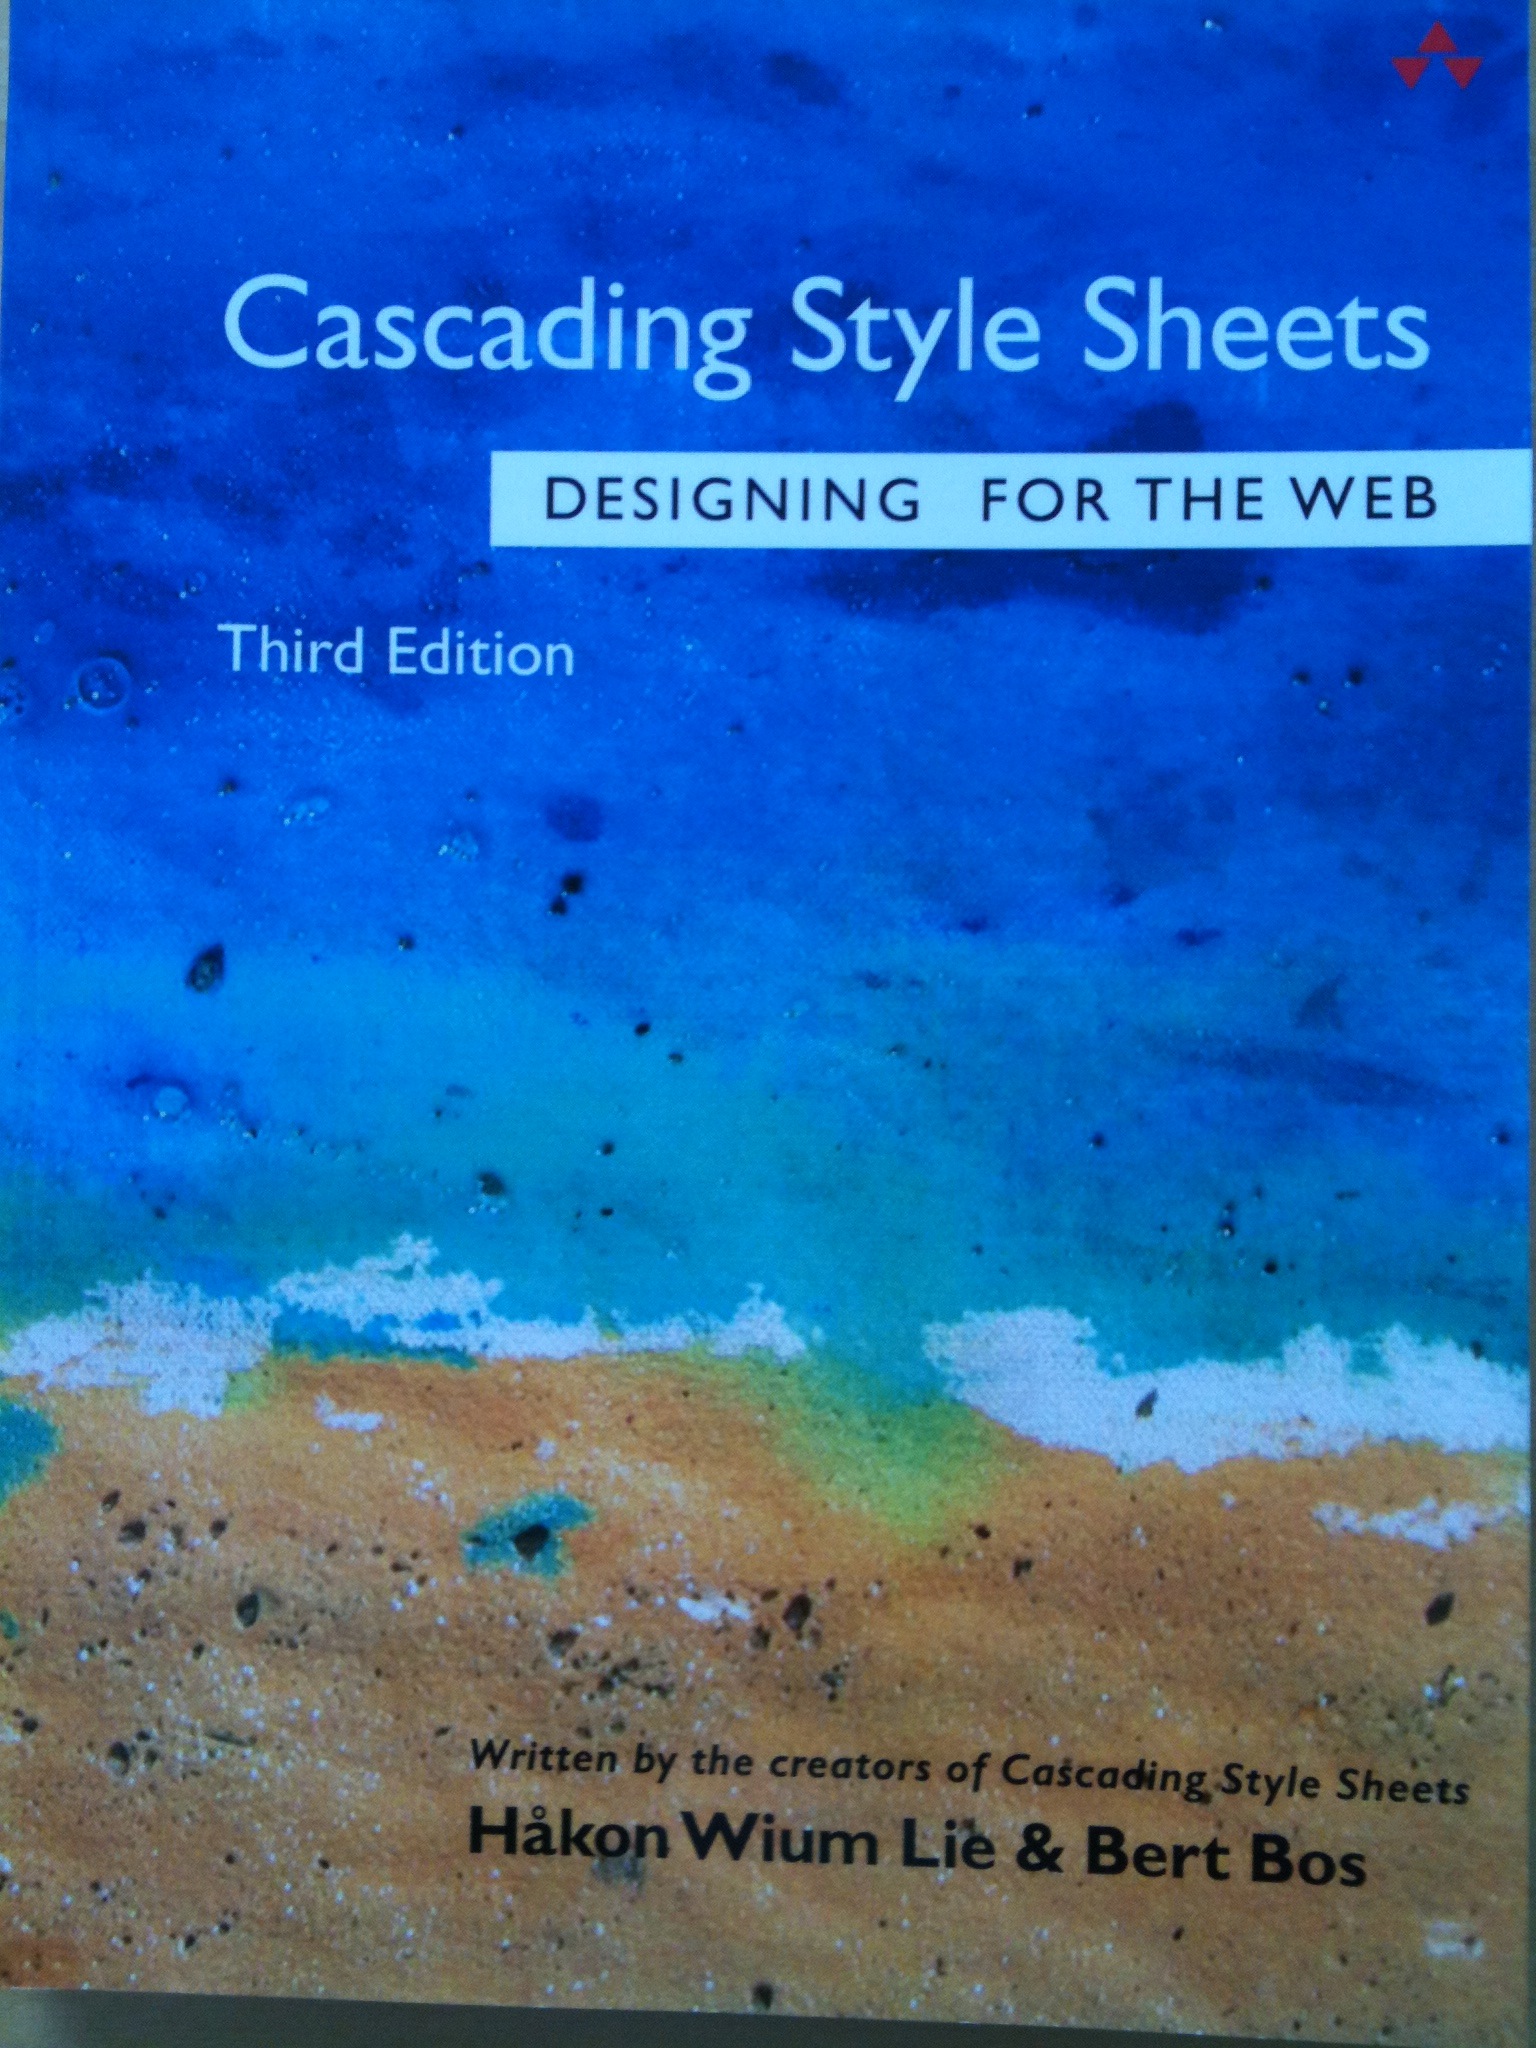 Cascading Style Sheets
DESIGNING FOR THE WEB
Third Edition
Written by the creators of Cascading Style Sheets
Håkon Wium Lie & Bert Bos